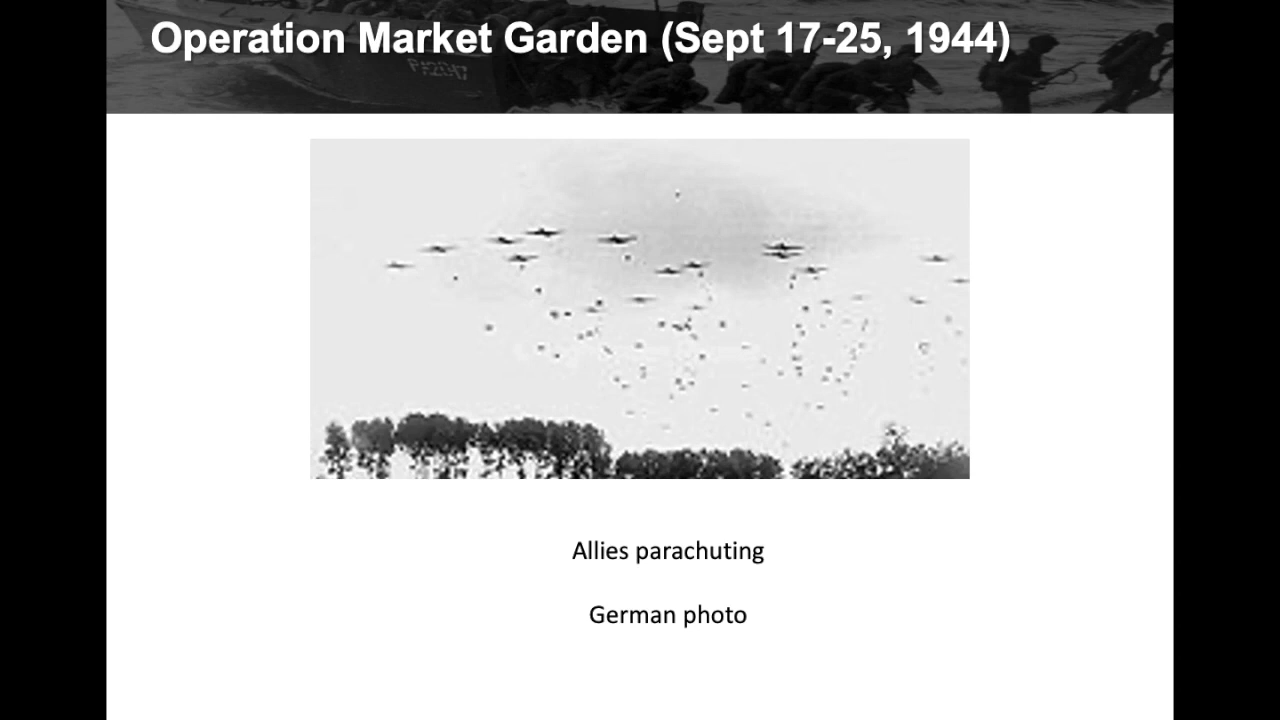 Operation Market Garden (Sept 17-25, 1944)
Allies parachuting
German photo